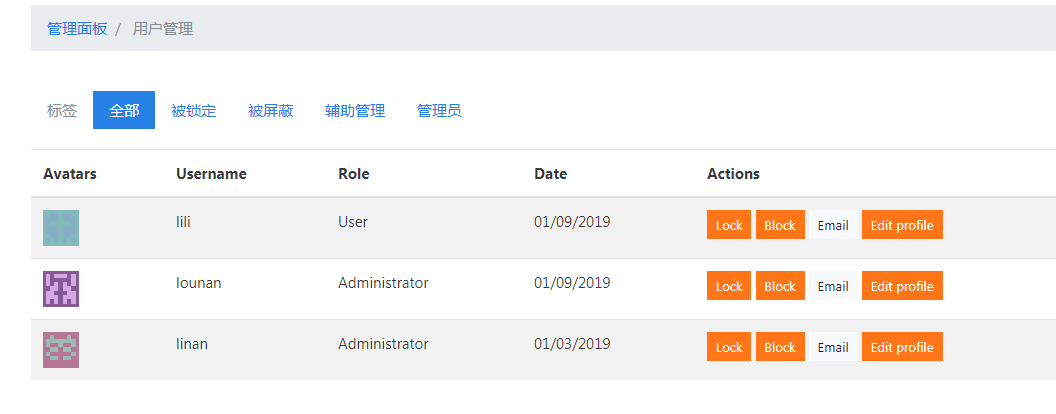 管理面板 / 用户管理
标签 全部 被锁定 被屏蔽 辅助管理 管理员
Avatars Username Role Date Actions
lili User 01/09/2019 Lock Block Email Edit profile
lounan Administrator 01/09/2019 Lock Block Email Edit profile
linan Administrator 01/03/2019 Lock Block Email Edit profile